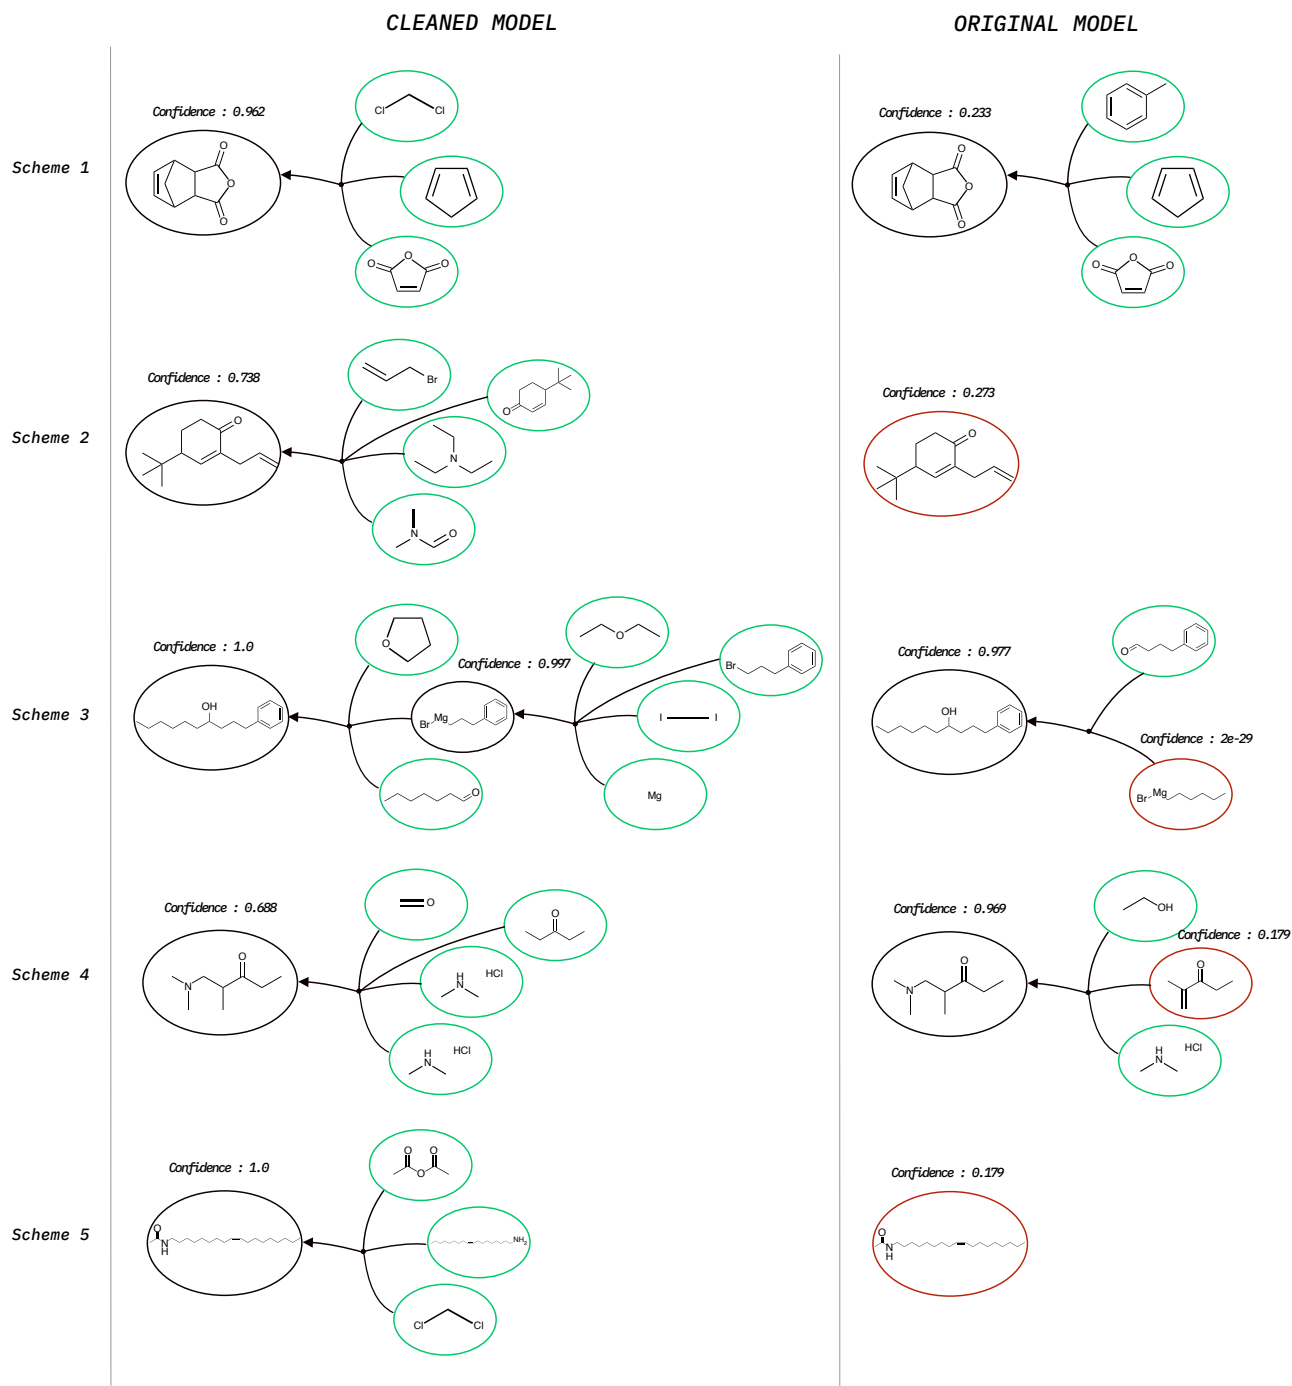 CLEANED MODEL
ORIGINAL MODEL
Scheme 1
Confidence : 0.962
Cl
Cl
O
O
O
O
O
O
Confidence : 0.233
O
O
O
O
O
O
Scheme 2
Confidence : 0.738
O
Br
O
N
N
O
Confidence : 0.273
O
Scheme 3
Confidence : 1.0
OH
O
O
Confidence : 0.997
Br
Mg
O
Br
I
I
Mg
Confidence : 0.977
OH
O
Confidence : 2e-29
Br
Mg
Scheme 4
Confidence : 0.688
O
N
O
O
H
N
HCl
H
N
HCl
Confidence : 0.969
O
N
OH
Confidence : 0.179
O
H
N
HCl
Scheme 5
Confidence : 1.0
O
N
H
O
O
O
NH2
Cl
Cl
Confidence : 0.179
O
N
H